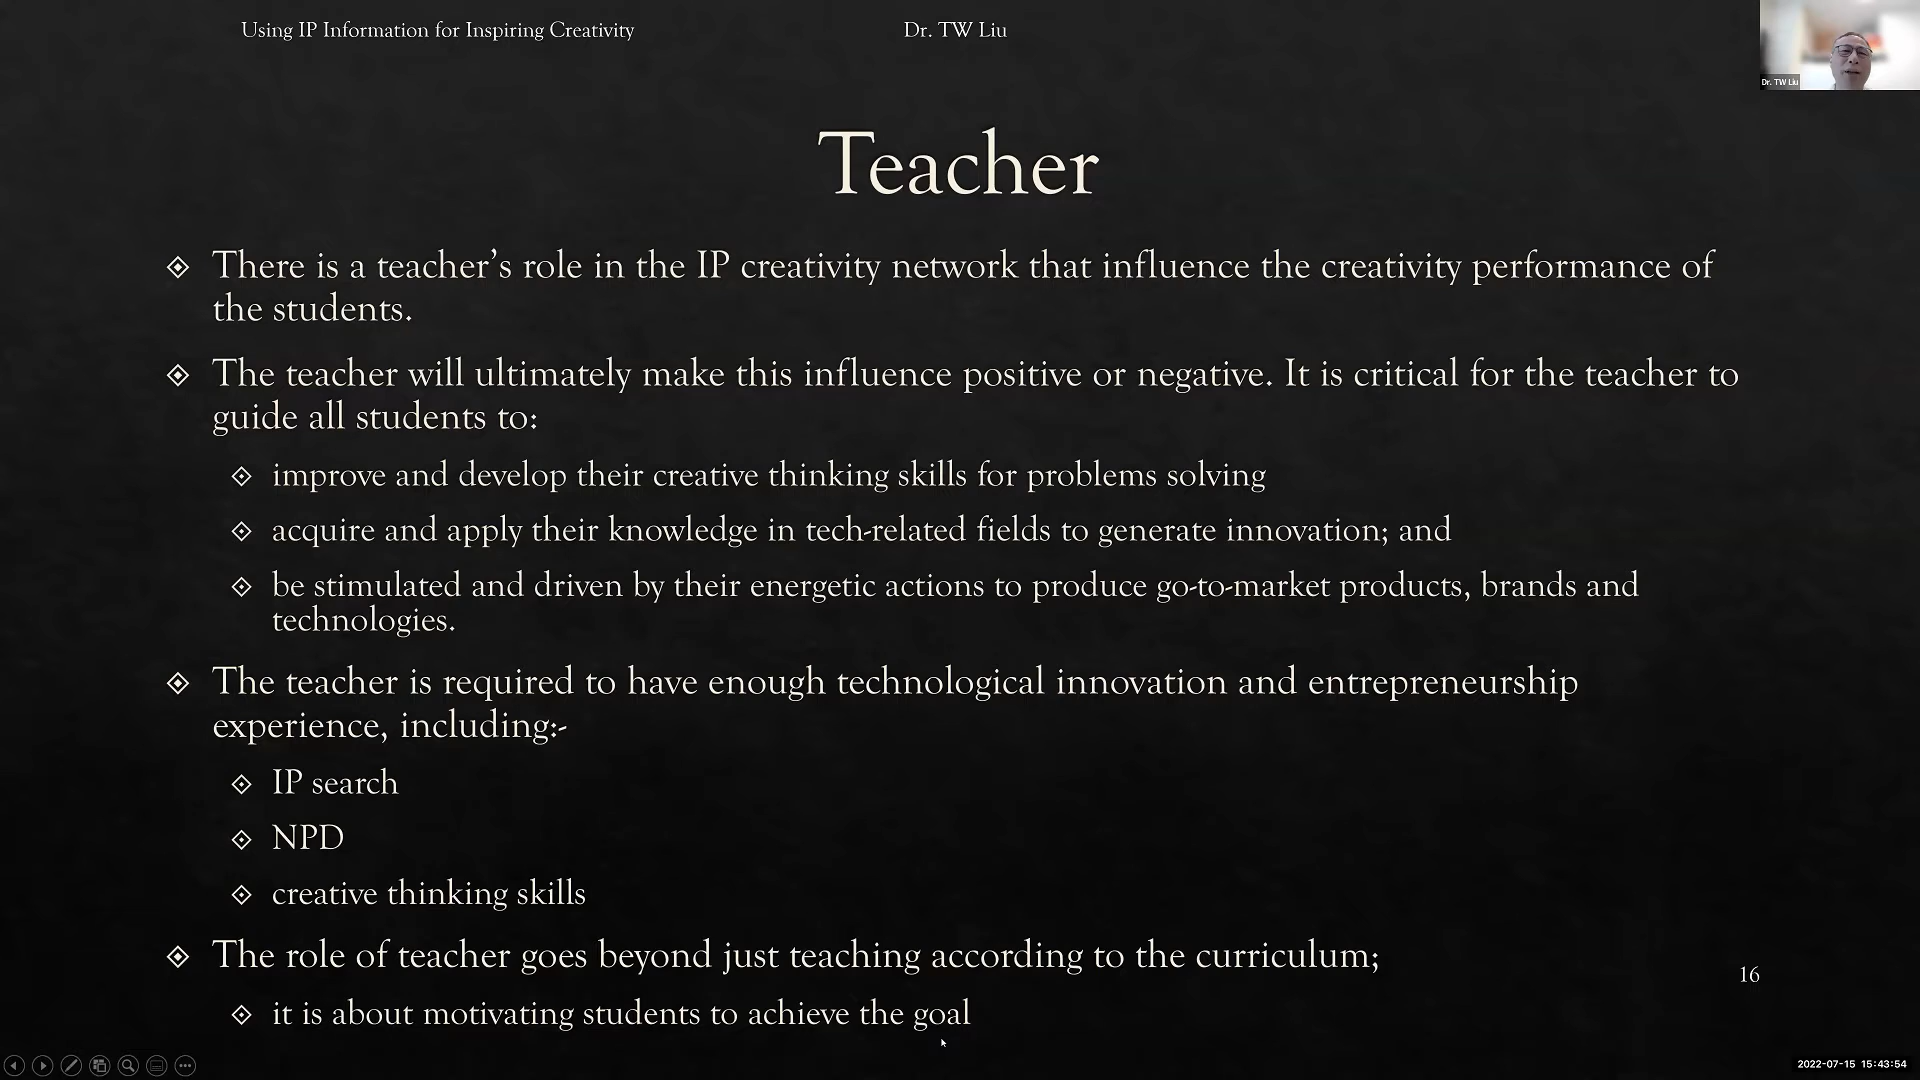 Using IP Information for Inspiring Creativity
Dr. TW Liu
Dr. TW Liu
Teacher
There is a teacher’s role in the IP creativity network that influence the creativity performance of
the students.
The teacher will ultimately make this influence positive or negative. It is critical for the teacher to
guide all students to:
improve and develop their creative thinking skills for problems solving
acquire and apply their knowledge in tech-related fields to generate innovation; and
be stimulated and driven by their energetic actions to produce go-to-market products, brands and
technologies.
The teacher is required to have enough technological innovation and entrepreneurship
experience, including:-
IP search
NPD
creative thinking skills
The role of teacher goes beyond just teaching according to the curriculum;
it is about motivating students to achieve the goal
16
2022-07-15 15:43:54